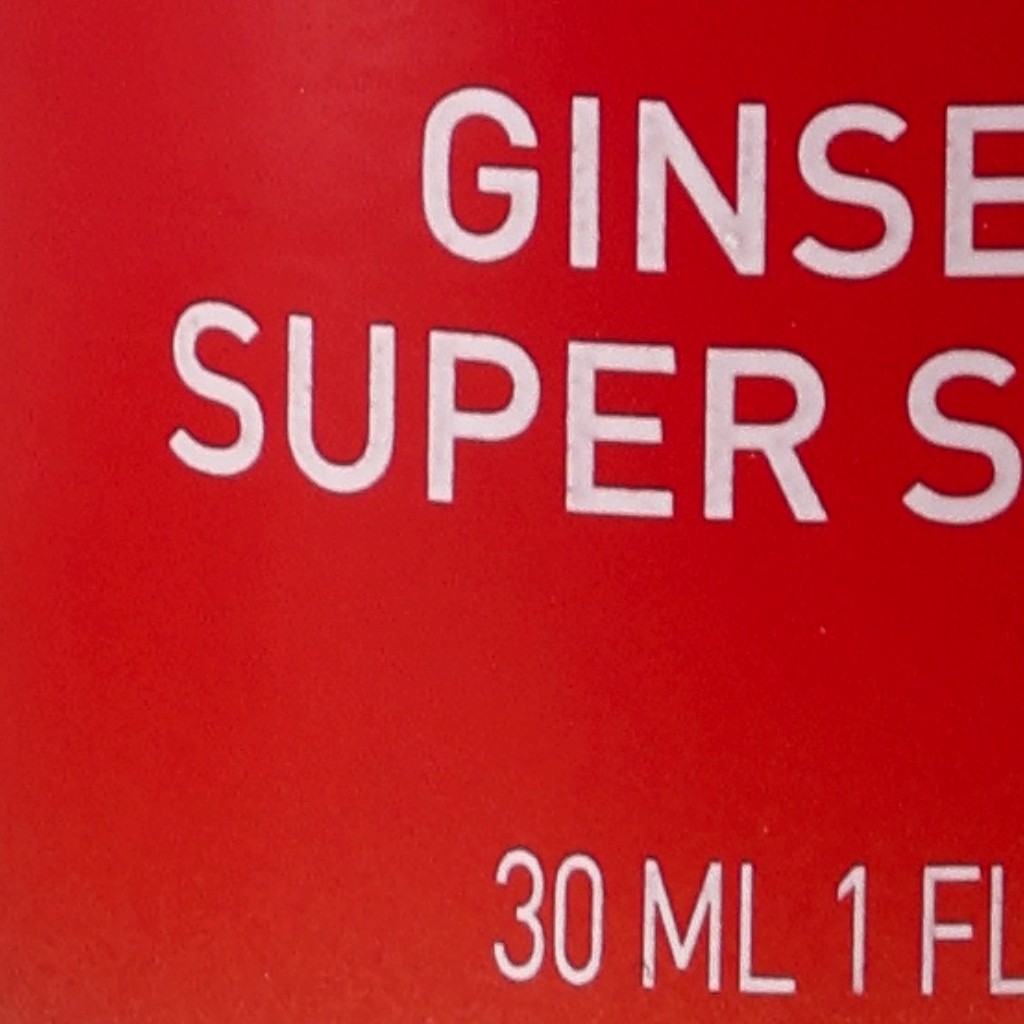 GINSE
SUPER S
30 ML 1 FL